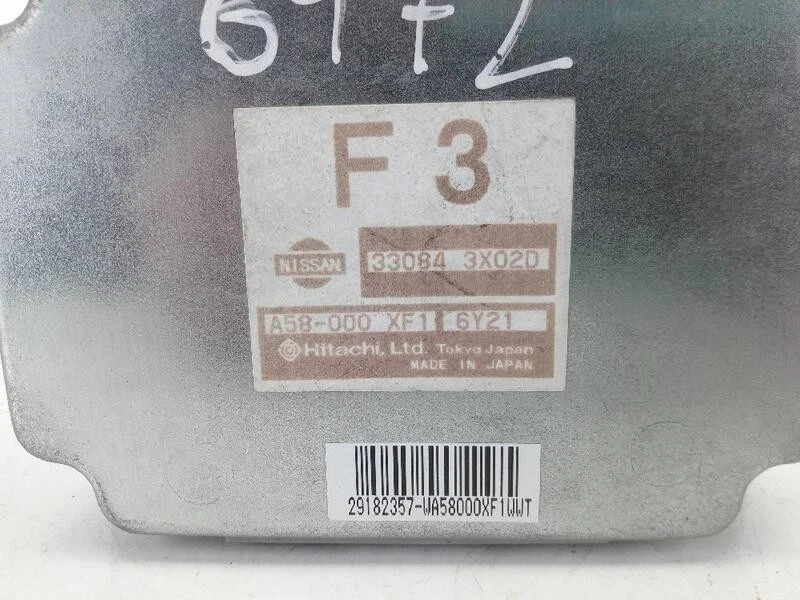 F 3
NISSAN
33084 3X02D
A58-000 XF1 6Y21
Hitachi, Ltd. Tokyo Japan
MADE IN JAPAN
29182357-WA58000XF1WWT